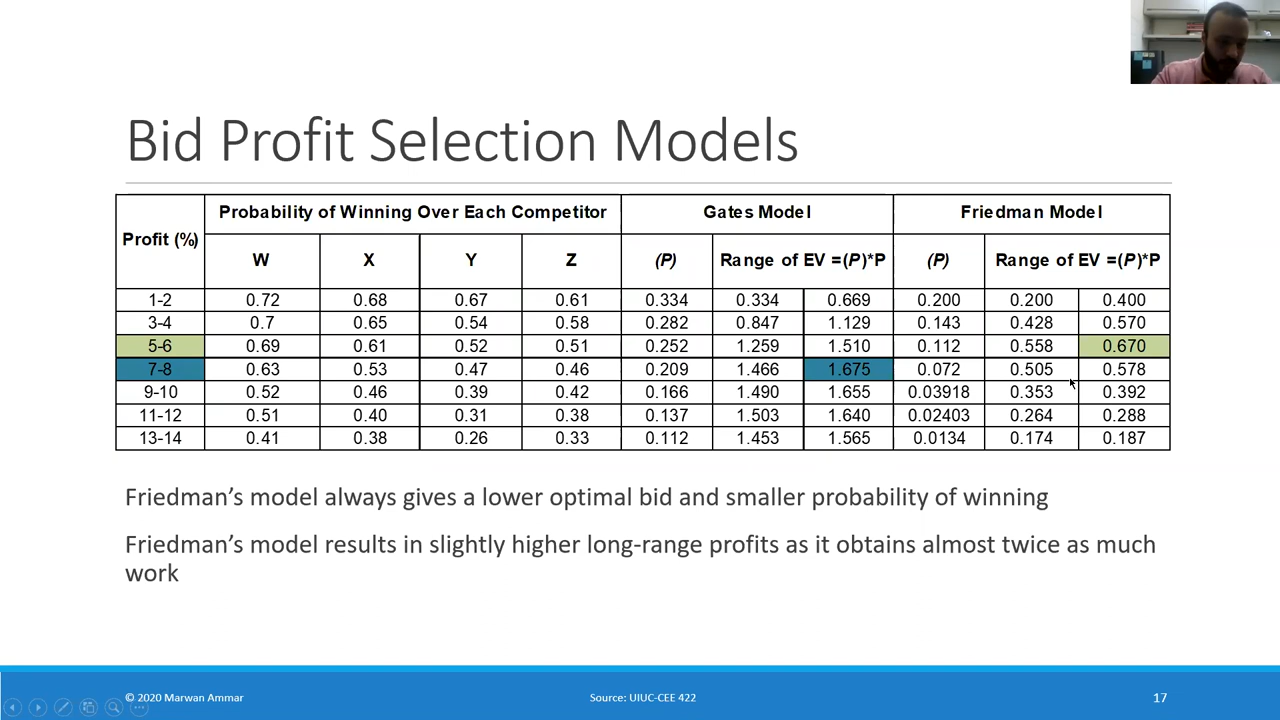 Bid Profit Selection Models
Profit (%) Probability of Winning Over Each Competitor Gates Model Friedman Model
W X Y Z (P) Range of EV =(P)*P (P) Range of EV =(P)*P
1-2 0.72 0.68 0.67 0.61 0.334 0.334 0.669 0.200 0.200 0.400
3-4 0.7 0.65 0.54 0.58 0.282 0.847 1.129 0.143 0.428 0.570
5-6 0.69 0.61 0.52 0.51 0.252 1.259 1.510 0.112 0.558 0.670
7-8 0.63 0.53 0.47 0.46 0.209 1.466 1.675 0.072 0.505 0.578
9-10 0.52 0.46 0.39 0.42 0.166 1.490 1.655 0.03918 0.353 0.392
11-12 0.51 0.40 0.31 0.38 0.137 1.503 1.640 0.02403 0.264 0.288
13-14 0.41 0.38 0.26 0.33 0.112 1.453 1.565 0.0134 0.174 0.187
Friedman's model always gives a lower optimal bid and smaller probability of winning
Friedman's model results in slightly higher long-range profits as it obtains almost twice as much
work
© 2020 Marwan Ammar Source: UIUC-CEE 422 17